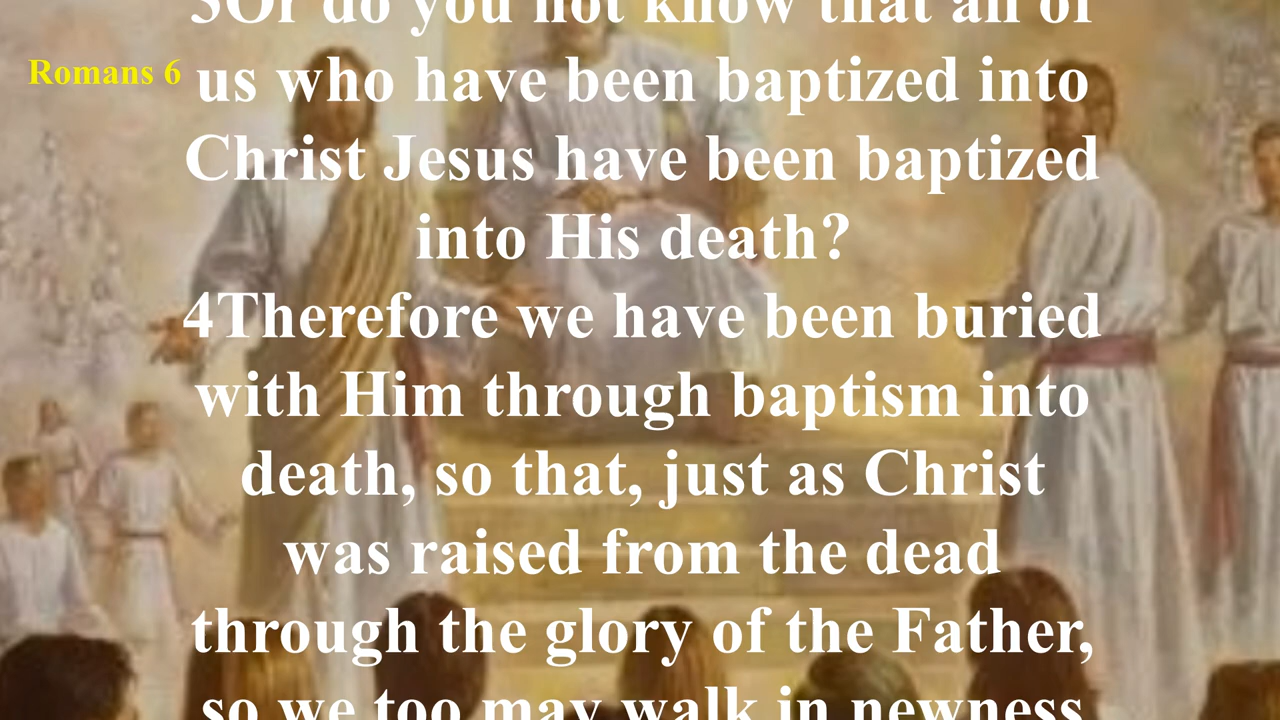 3Or do you not know that all of
Romans 6
us who have been baptized into
Christ Jesus have been baptized
into His death?
4Therefore we have been buried
with Him through baptism into
death, so that, just as Christ
was raised from the dead
through the glory of the Father,
so we too may walk in newness